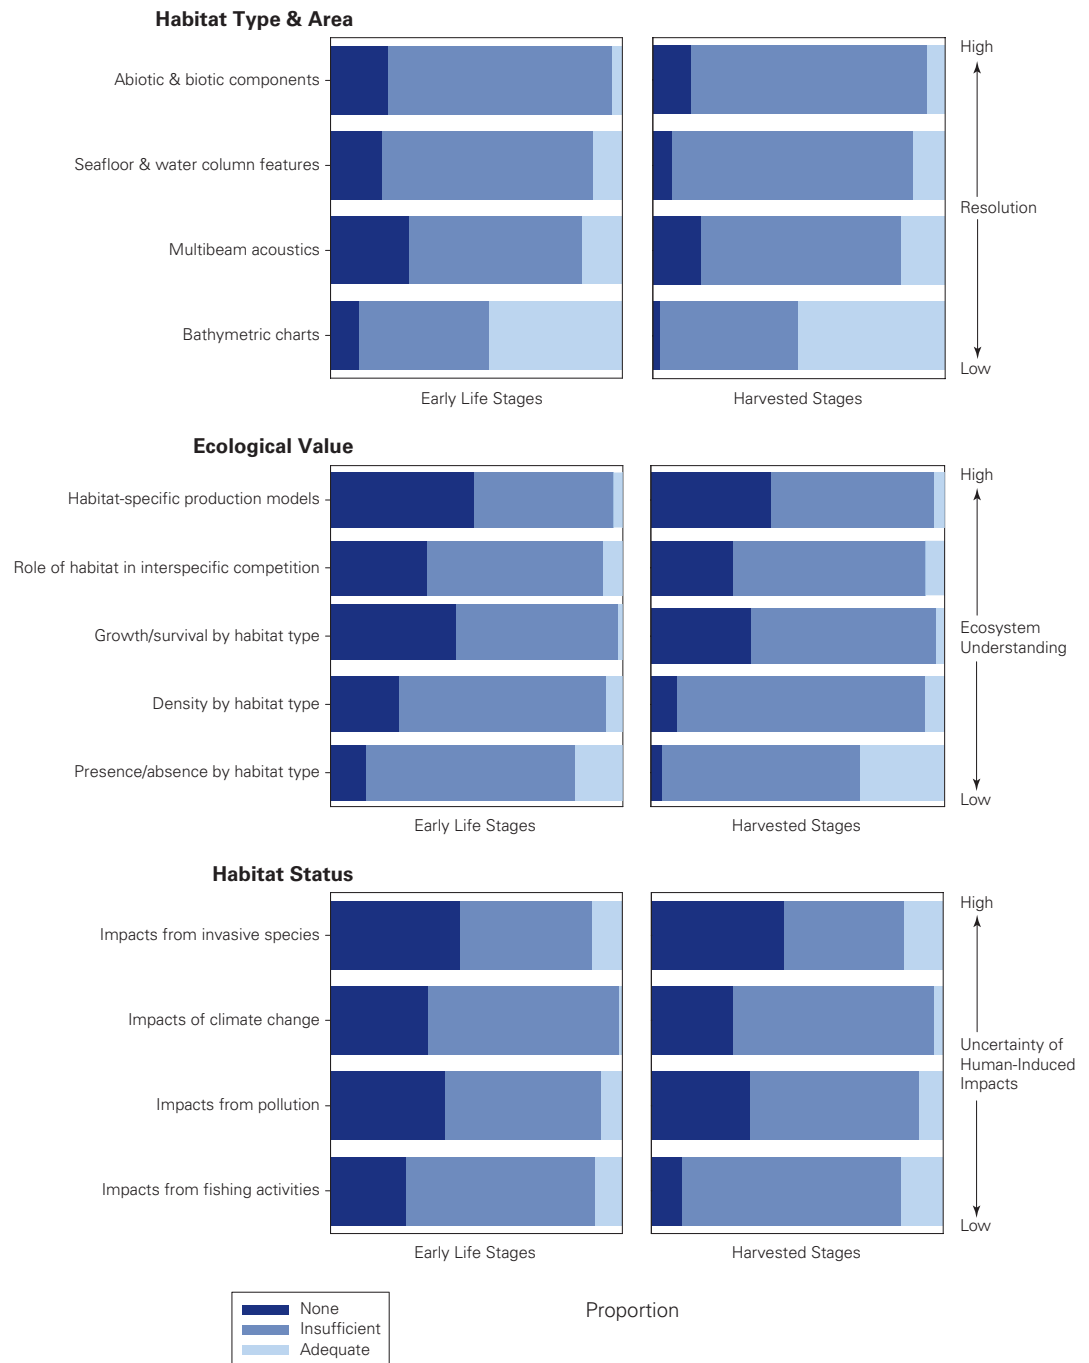 Habitat Type & Area
Abiotic & biotic components
Seafloor & water column features
Multibeam acoustics
Bathymetric charts
High
Resolution
Low
Early Life Stages
Harvested Stages
Ecological Value
Habitat-specific production models
Role of habitat in interspecific competition
Growth/survival by habitat type
Density by habitat type
Presence/absence by habitat type
High
Ecosystem
Understanding
Low
Early Life Stages
Harvested Stages
Habitat Status
Impacts from invasive species
Impacts of climate change
Impacts from pollution
Impacts from fishing activities
High
Uncertainty of
Human-Induced
Impacts
Low
Early Life Stages
Harvested Stages
None
Insufficient
Adequate
Proportion